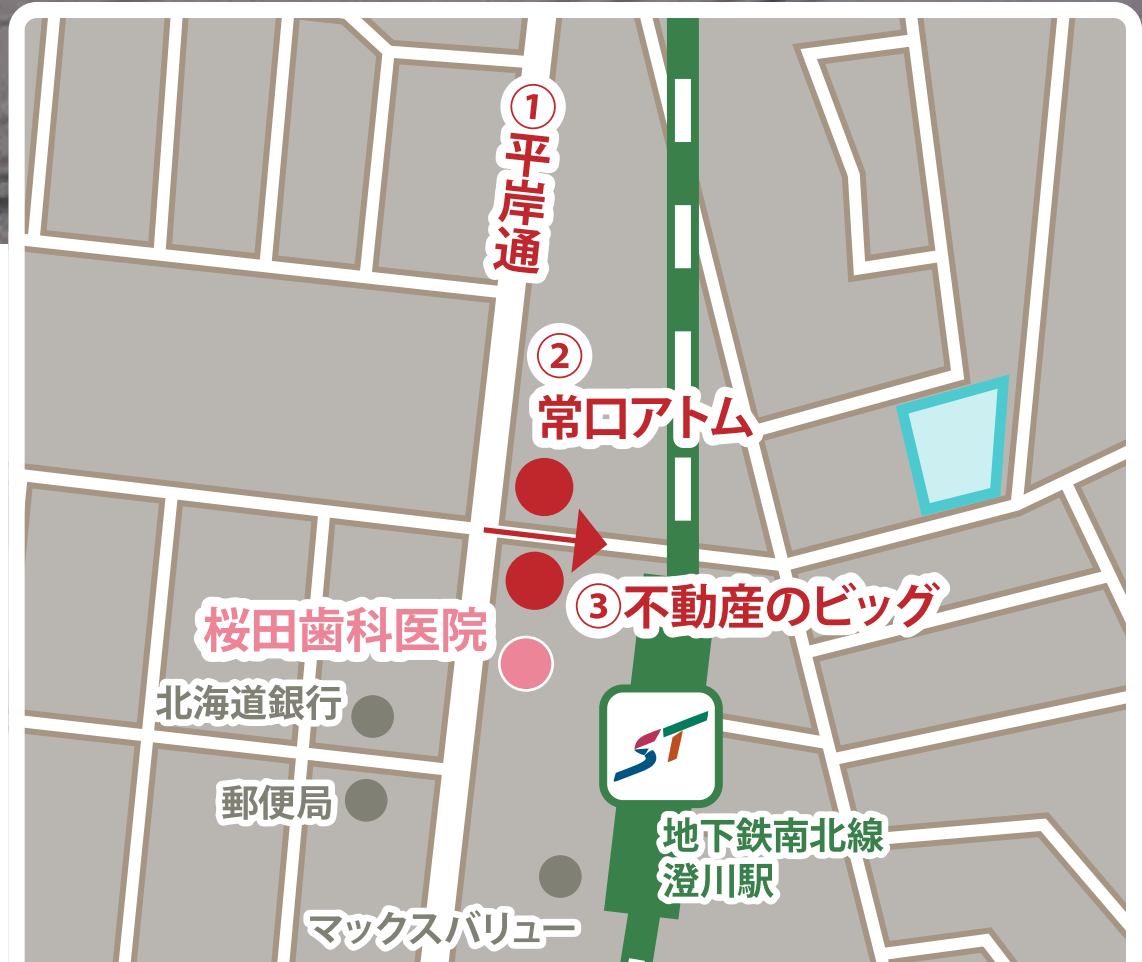 ①平岸通
②
常口アトム
③不動産のビッグ
桜田歯科医院
北海道銀行
郵便局
ST
地下鉄南北線
澄川駅
マックスバリュー